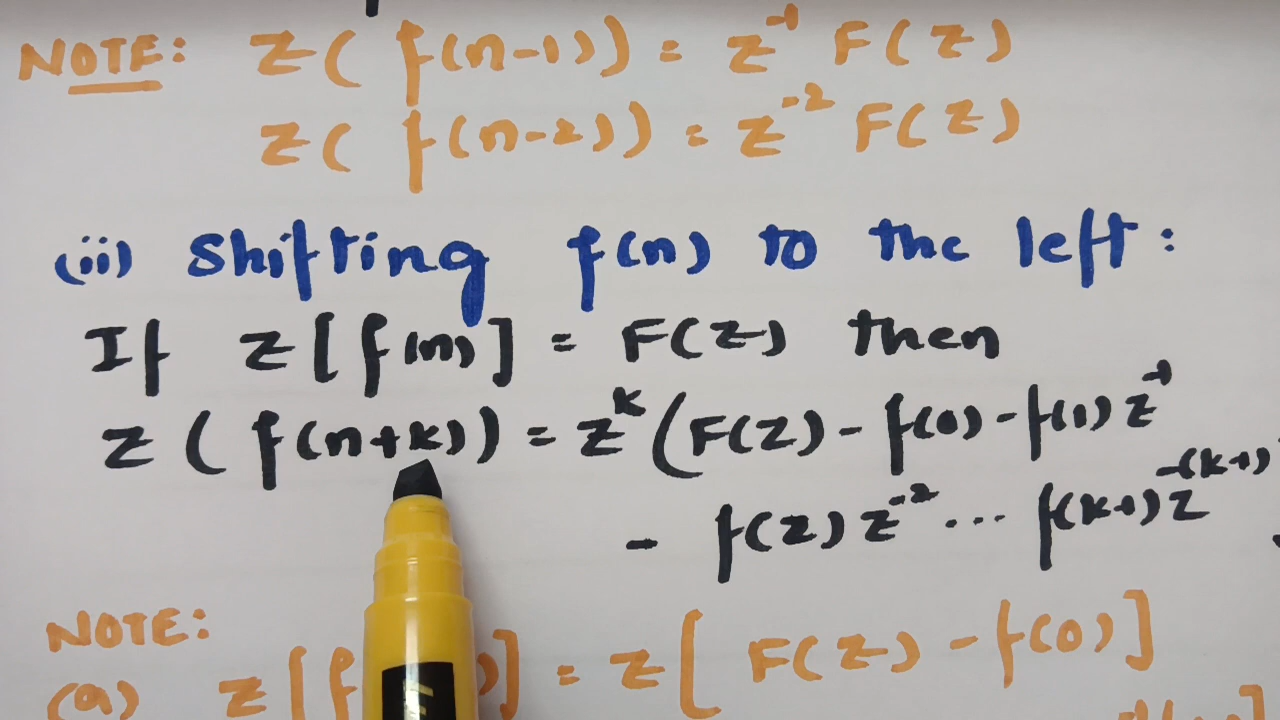 NOTE: Z( f(n-1)) = z⁻¹ F(z)
Z( f(n-2)) = z⁻² F(z)
(ii) Shifting f(n) to the left:
If Z[f(n)] = F(z) then
Z( f(n+k)) = z^k (F(z) - f(0) - f(1) z⁻¹
- f(2) z⁻² ... f(k-1) z^-(k-1)
NOTE:
(a) Z[f )] = z[ F(z) - f(0)]